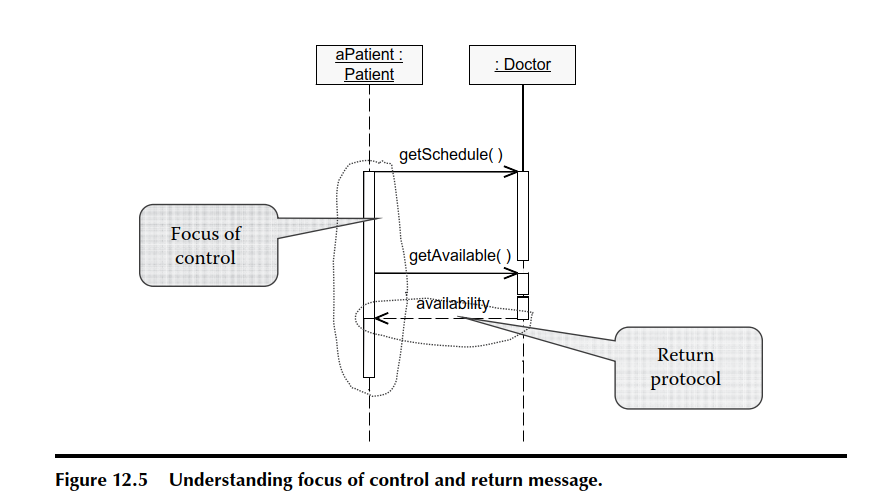 aPatient :
Patient
: Doctor
getSchedule( )
Focus of
control
getAvailable( )
availability
Return
protocol
Figure 12.5 Understanding focus of control and return message.